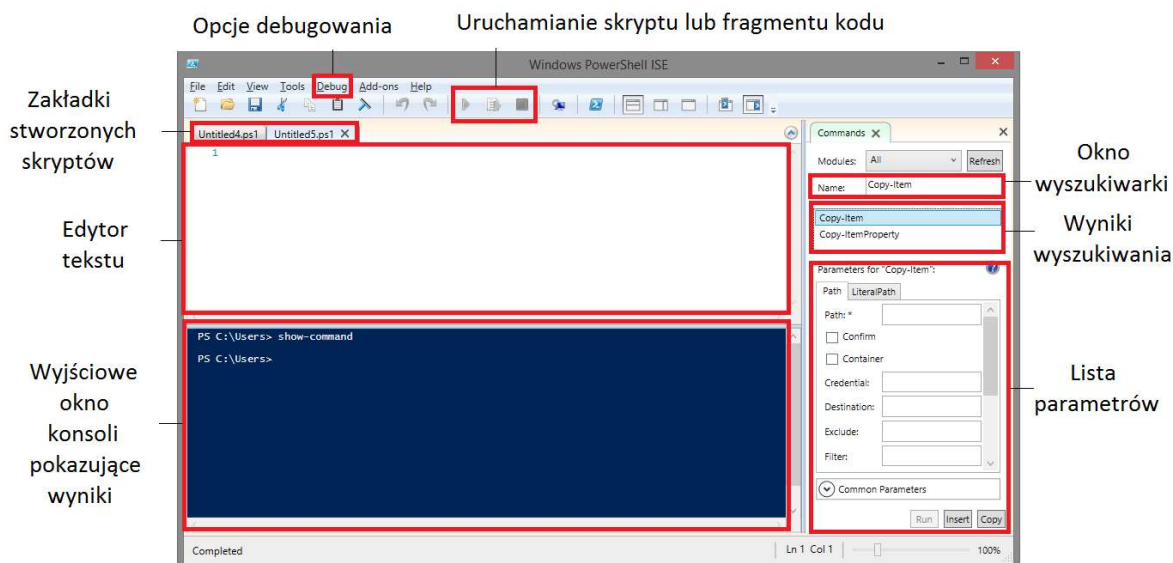 Opcje debugowania
Uruchamianie skryptu lub fragmentu kodu
Windows PowerShell ISE
File Edit View Tools Debug Add-ons Help
Zakładki
stworzonych
skryptów
Untitled4.ps1 Untitled5.ps1 X
1
Edytor
tekstu
PS C:\Users> show-command
PS C:\Users>
Wyjściowe
okno
konsoli
pokazujące
wyniki
Commands X
Modules: All Refresh
Name: Copy-Item
Okno
wyszukiwarki
Copy-Item
Copy-ItemProperty
Wyniki
wyszukiwania
Parameters for "Copy-Item":
Path LiteralPath
Path: *
Confirm
Container
Credential:
Destination:
Exclude:
Filter:
Lista
parametrów
Common Parameters
Run Insert Copy
Completed
Ln 1 Col 1
100%